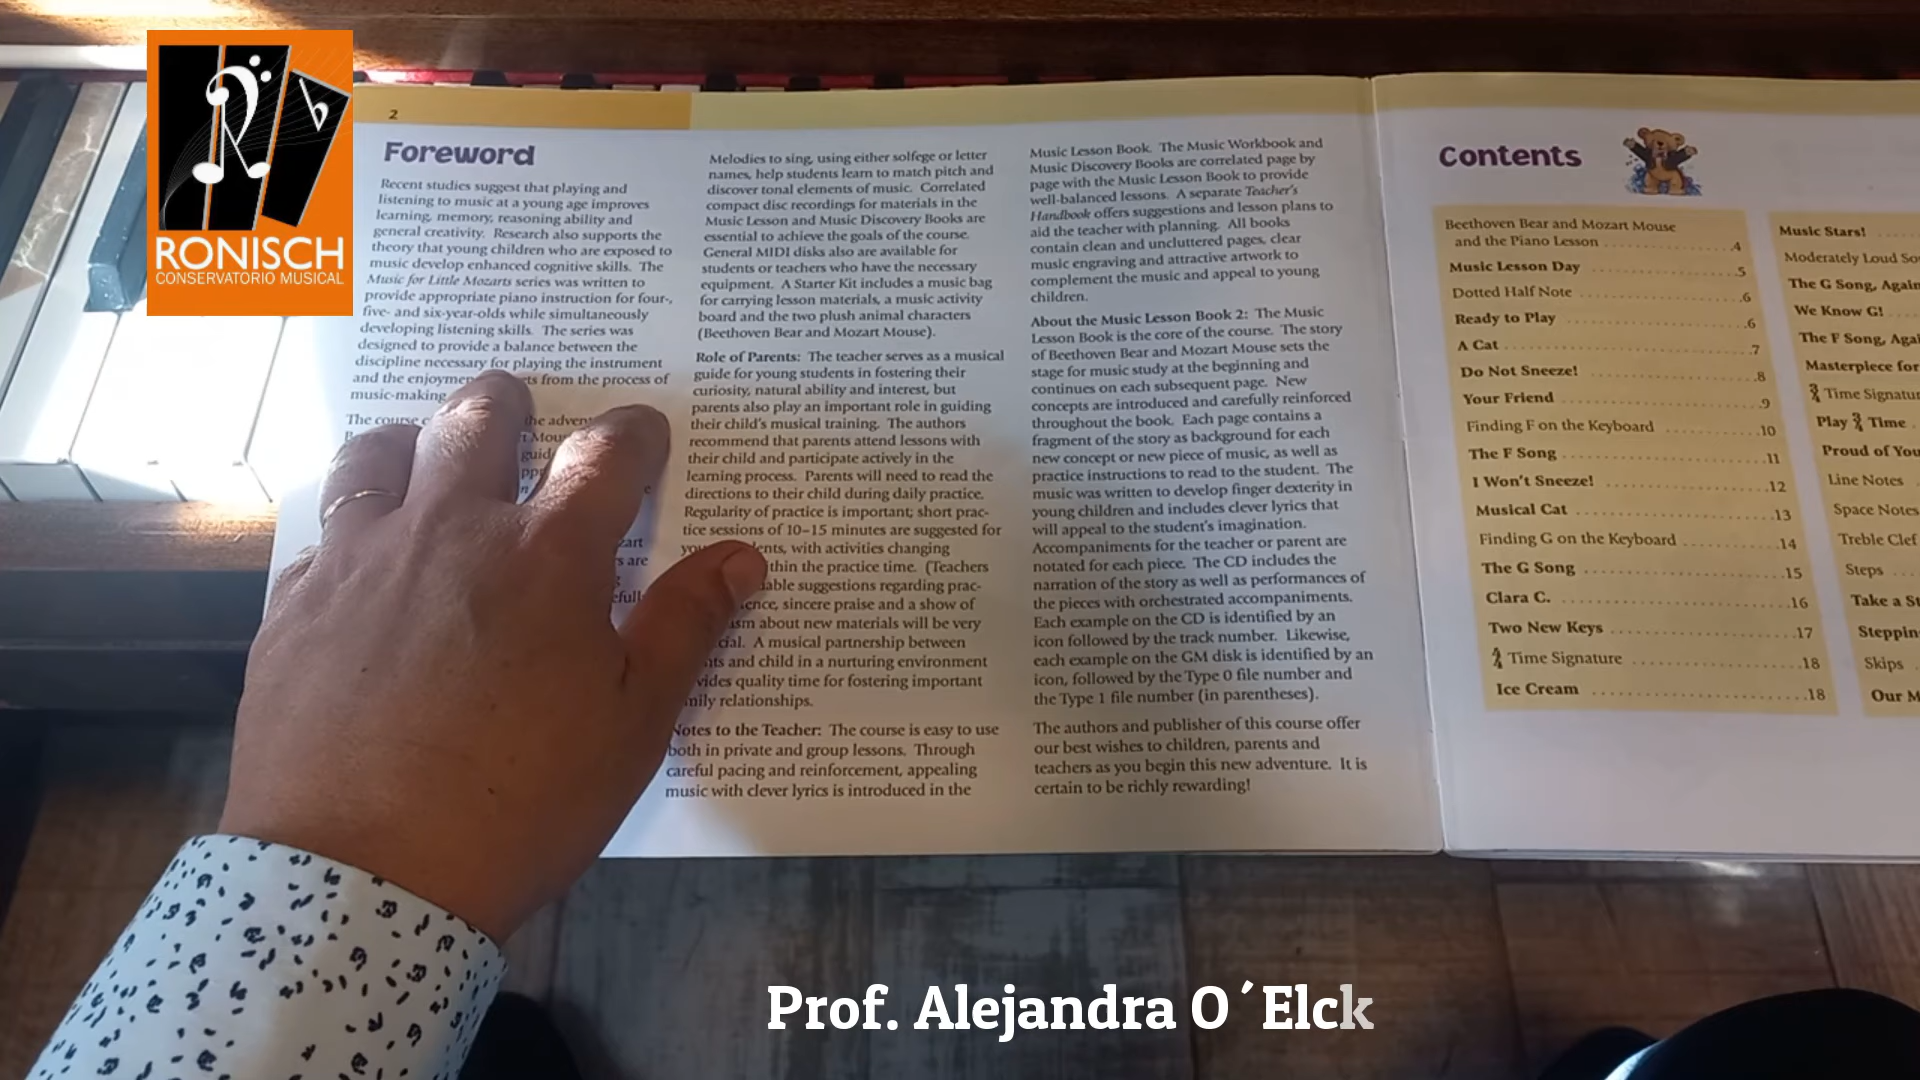 RONISCH
CONSERVATORIO MUSICAL
2
Foreword
Recent studies suggest that playing and
listening to music at a young age improves
learning, memory, reasoning ability and
general creativity. Research also supports the
theory that young children who are exposed to
music develop enhanced cognitive skills. The
Music for Little Mozarts series was written to
provide appropriate piano instruction for four-,
five- and six-year-olds while simultaneously
developing listening skills. The series was
designed to provide a balance between the
discipline necessary for playing the instrument
and the from the process of
music-making
The course
Melodies to sing, using either solfege or letter
names, help students learn to match pitch and
discover tonal elements of music. Correlated
compact disc recordings for materials in the
Music Lesson and Music Discovery Books are
essential to achieve the goals of the course.
General MIDI disks also are available for
students or teachers who have the necessary
equipment. A Starter Kit includes a music bag
for carrying lesson materials, a music activity
board and the two plush animal characters
(Beethoven Bear and Mozart Mouse).
Role of Parents: The teacher serves as a musical
guide for young students in fostering their
curiosity, natural ability and interest, but
parents also play an important role in guiding
their child's musical training. The authors
recommend that parents attend lessons with
their child and participate actively in the
learning process. Parents will need to read the
directions to their child during daily practice.
Regularity of practice is important; short prac-
tice sessions of 10–15 minutes are suggested for
with activities changing
the practice time. (Teachers
suggestions regarding prac-
sincere praise and a show of
about new materials will be very
A musical partnership between
and child in a nurturing environment
quality time for fostering important
relationships.
Notes to the Teacher: The course is easy to use
both in private and group lessons. Through
careful pacing and reinforcement, appealing
music with clever lyrics is introduced in the
Music Lesson Book. The Music Workbook and
Music Discovery Books are correlated page by
page with the Music Lesson Book to provide
well-balanced lessons. A separate Teacher's
Handbook offers suggestions and lesson plans to
aid the teacher with planning. All books
contain clean and uncluttered pages, clear
music engraving and attractive artwork to
complement the music and appeal to young
children.
About the Music Lesson Book 2: The Music
Lesson Book is the core of the course. The story
of Beethoven Bear and Mozart Mouse sets the
stage for music study at the beginning and
continues on each subsequent page. New
concepts are introduced and carefully reinforced
throughout the book. Each page contains a
fragment of the story as background for each
new concept or new piece of music, as well as
practice instructions to read to the student. The
music was written to develop finger dexterity in
young children and includes clever lyrics that
will appeal to the student's imagination.
Accompaniments for the teacher or parent are
notated for each piece. The CD includes the
narration of the story as well as performances of
the pieces with orchestrated accompaniments.
Each example on the CD is identified by an
icon followed by the track number. Likewise,
each example on the GM disk is identified by an
icon, followed by the Type 0 file number and
the Type 1 file number (in parentheses).
The authors and publisher of this course offer
our best wishes to children, parents and
teachers as you begin this new adventure. It is
certain to be richly rewarding!
Contents
Beethoven Bear and Mozart Mouse
and the Piano Lesson 4
Music Lesson Day 5
Dotted Half Note 6
Ready to Play 6
A Cat 7
Do Not Sneeze! 8
Your Friend 9
Finding F on the Keyboard 10
The F Song 11
I Won't Sneeze! 12
Musical Cat 13
Finding G on the Keyboard 14
The G Song 15
Clara C. 16
Two New Keys 17
Time Signature 18
Ice Cream 18
Music Stars!
Moderately Loud
The G Song,
We Know G!
The F Song,
Masterpiece for
3/4 Time
Play 3/4 Time
Proud of
Line Notes
Space Notes
Treble Clef
Steps
Take a
Skips
Our
Prof. Alejandra O´Elck